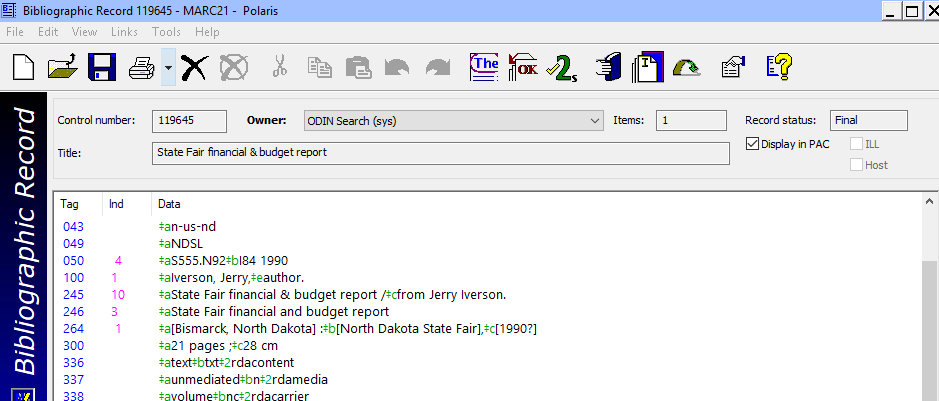 Bibliographic Record 119645 - MARC21 - Polaris
File Edit View Links Tools Help
The OK 2s
Bibliographic Record
Control number: 119645 Owner: ODIN Search (sys) Items: 1 Record status: Final
Title: State Fair financial & budget report
Display in PAC ILL
Host
Tag Ind Data
043 ‡an-us-nd
049 ‡aNDSL
050 4 ‡aS555.N92‡bI84 1990
100 1 ‡aIverson, Jerry,‡eauthor.
245 10 ‡aState Fair financial & budget report /‡cfrom Jerry Iverson.
246 3 ‡aState Fair financial and budget report
264 1 ‡a[Bismarck, North Dakota] :‡b[North Dakota State Fair],‡c[1990?]
300 ‡a21 pages ;‡c28 cm
336 ‡atext‡btxt‡2rdacontent
337 ‡aunmediated‡bn‡2rdamedia
338 ‡avolume‡bnc‡2rdacarrier